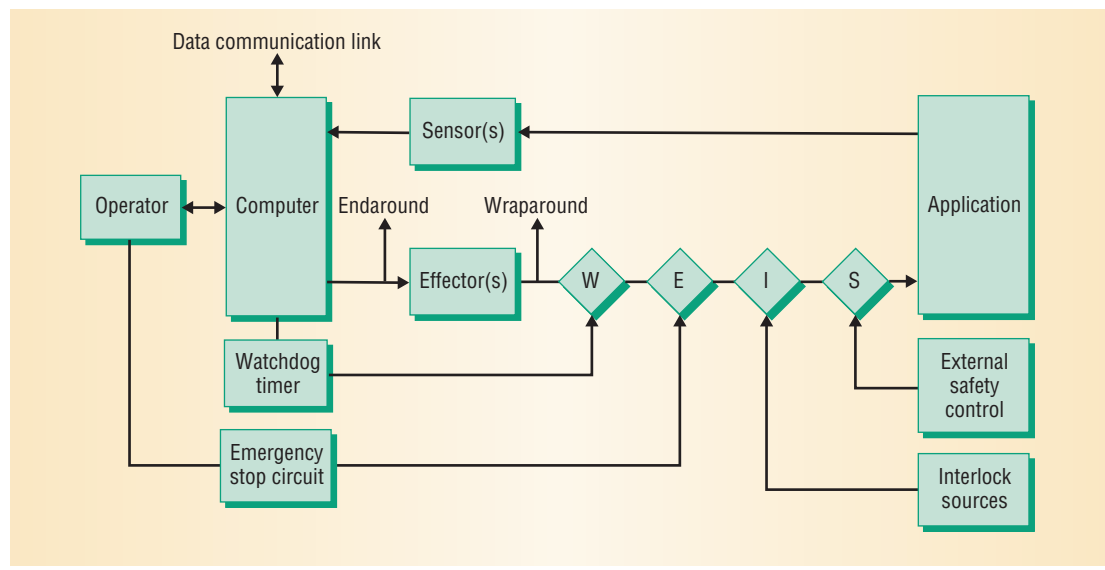 Data communication link
Sensor(s)
Operator
Computer
Endaround
Wraparound
Application
Effector(s)
W
E
I
S
Watchdog
timer
External
safety
control
Emergency
stop circuit
Interlock
sources